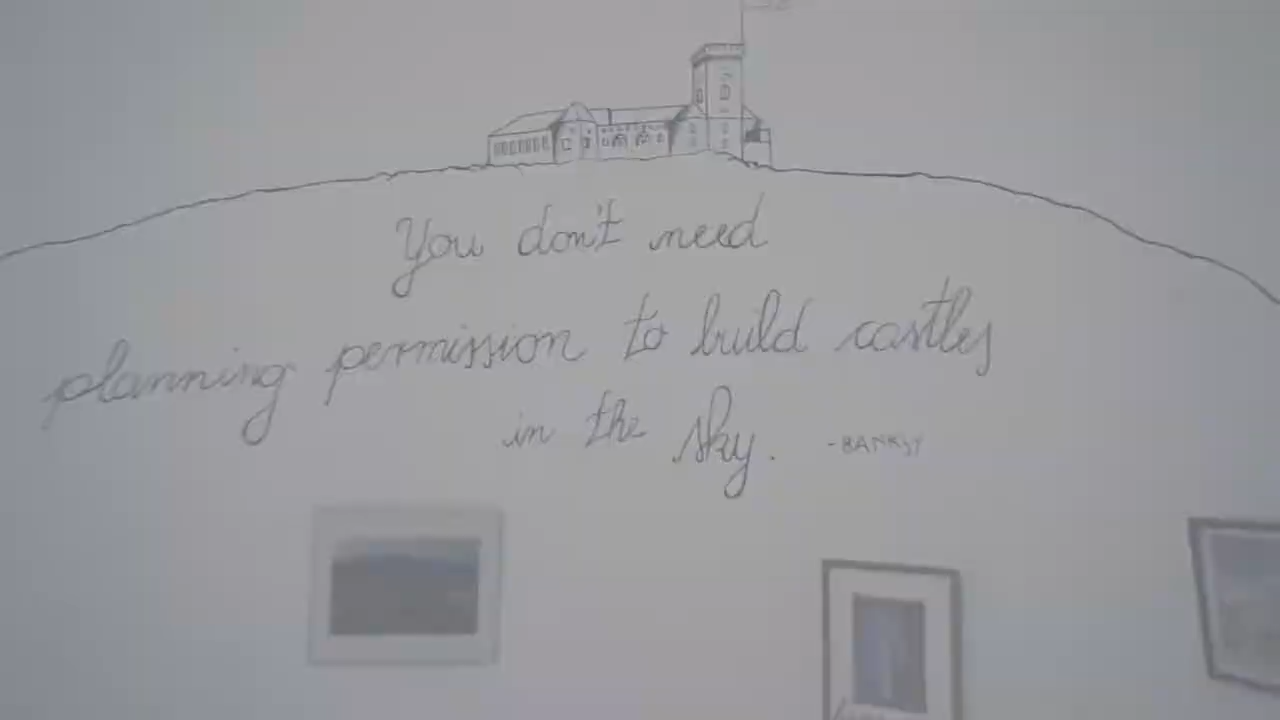 You don't need
planning permission to build castles
in the sky. -BANKSY